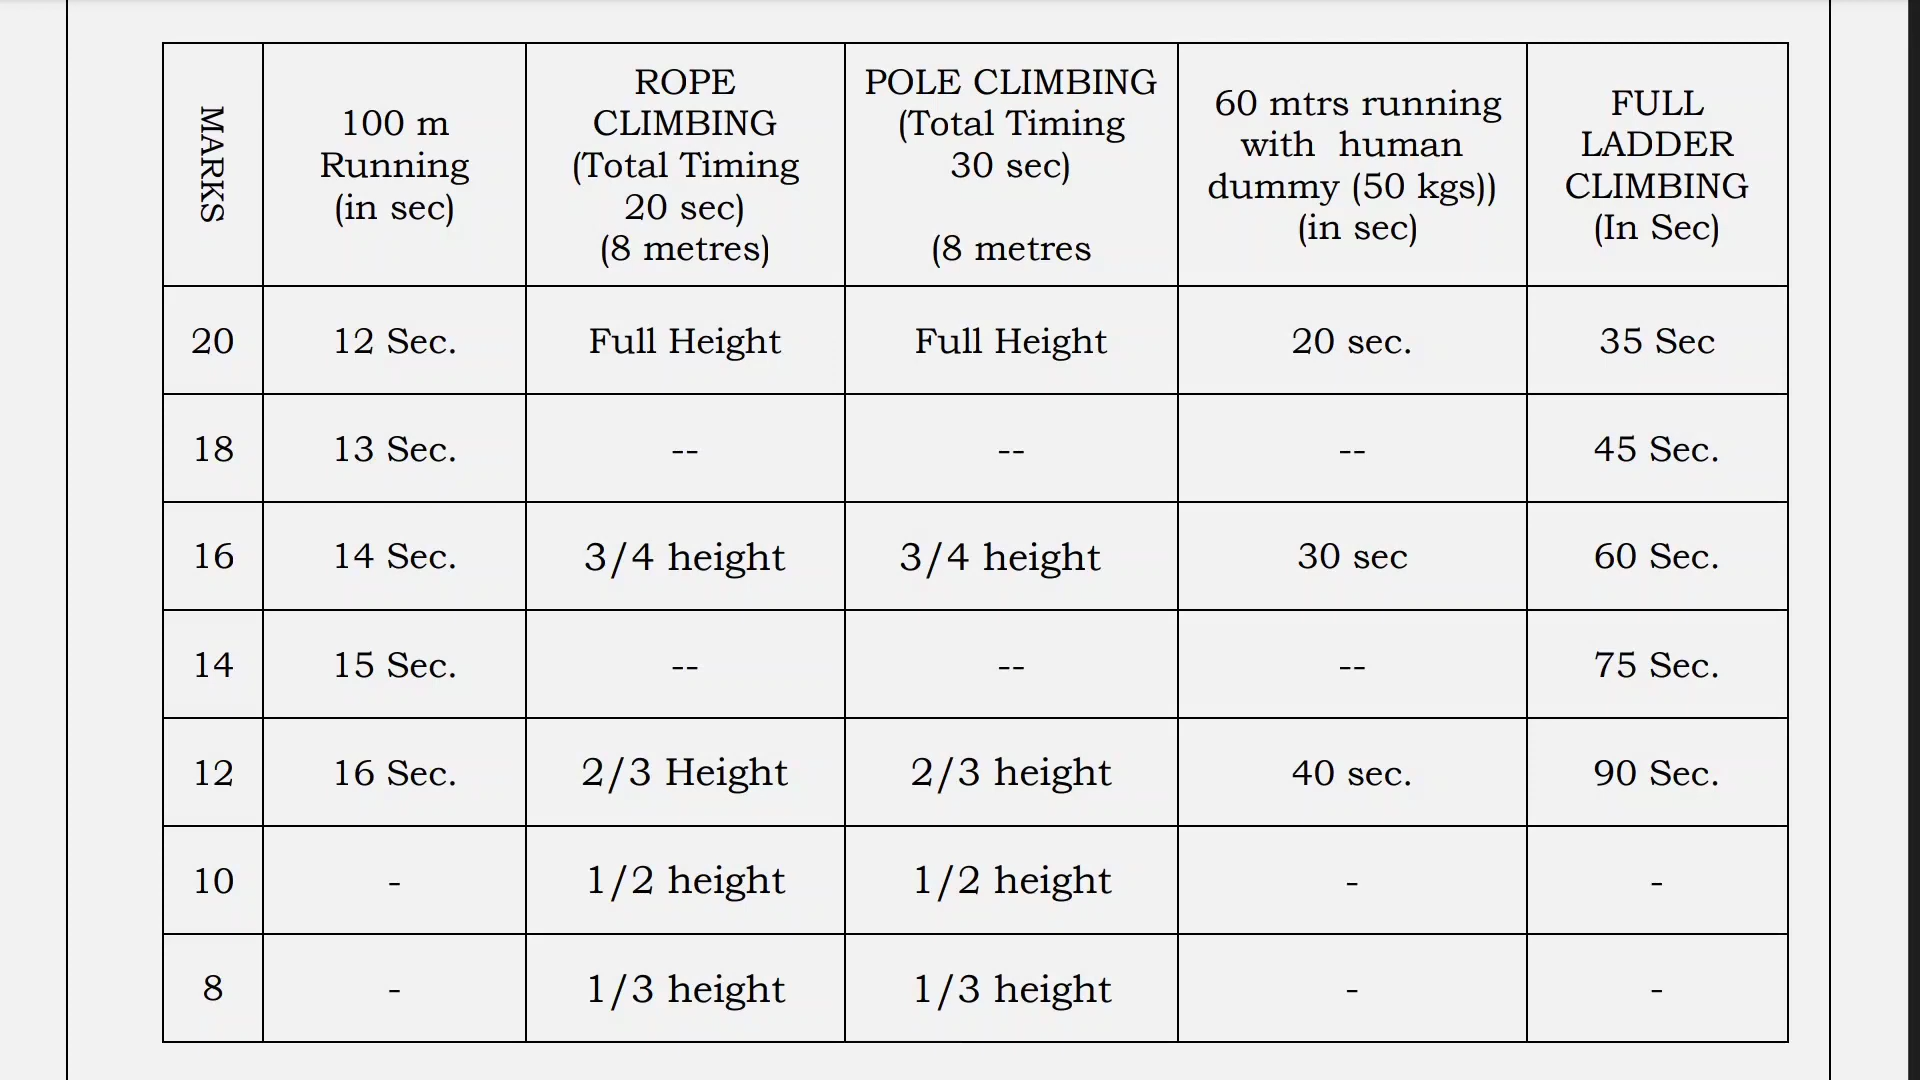 MARKS
100 m
Running
(in sec)
ROPE
CLIMBING
(Total Timing
20 sec)
(8 metres)
POLE CLIMBING
(Total Timing
30 sec)
(8 metres
60 mtrs running
with human
dummy (50 kgs))
(in sec)
FULL
LADDER
CLIMBING
(In Sec)
20 12 Sec. Full Height Full Height 20 sec. 35 Sec
18 13 Sec. -- -- -- 45 Sec.
16 14 Sec. 3/4 height 3/4 height 30 sec 60 Sec.
14 15 Sec. -- -- -- 75 Sec.
12 16 Sec. 2/3 Height 2/3 height 40 sec. 90 Sec.
10 - 1/2 height 1/2 height - -
8 - 1/3 height 1/3 height - -